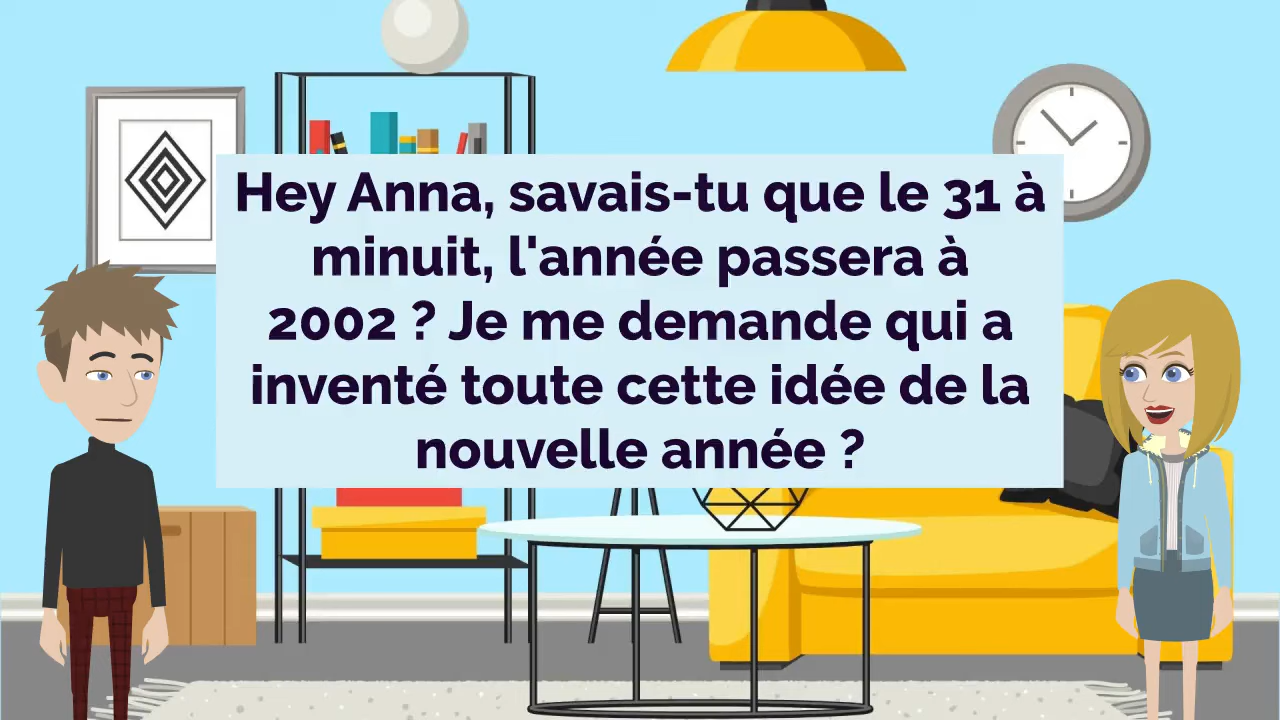 Hey Anna, savais-tu que le 31 à
minuit, l'année passera à
2002 ? Je me demande qui a
inventé toute cette idée de la
nouvelle année ?